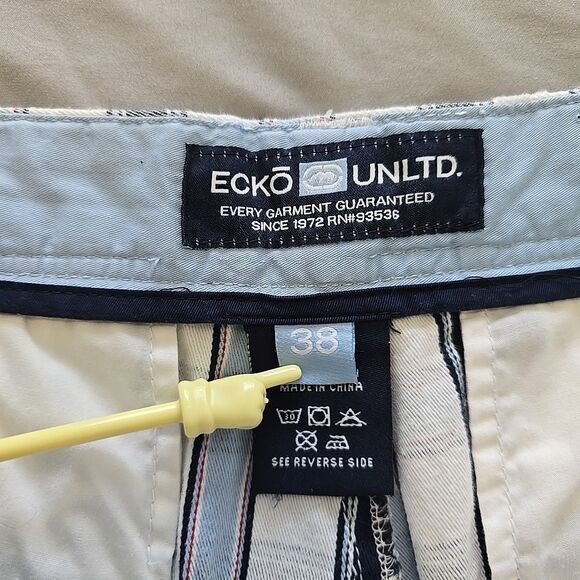 ECKŌ UNLTD.
EVERY GARMENT GUARANTEED
SINCE 1972 RN#93536
38
MADE IN CHINA
30
SEE REVERSE SIDE